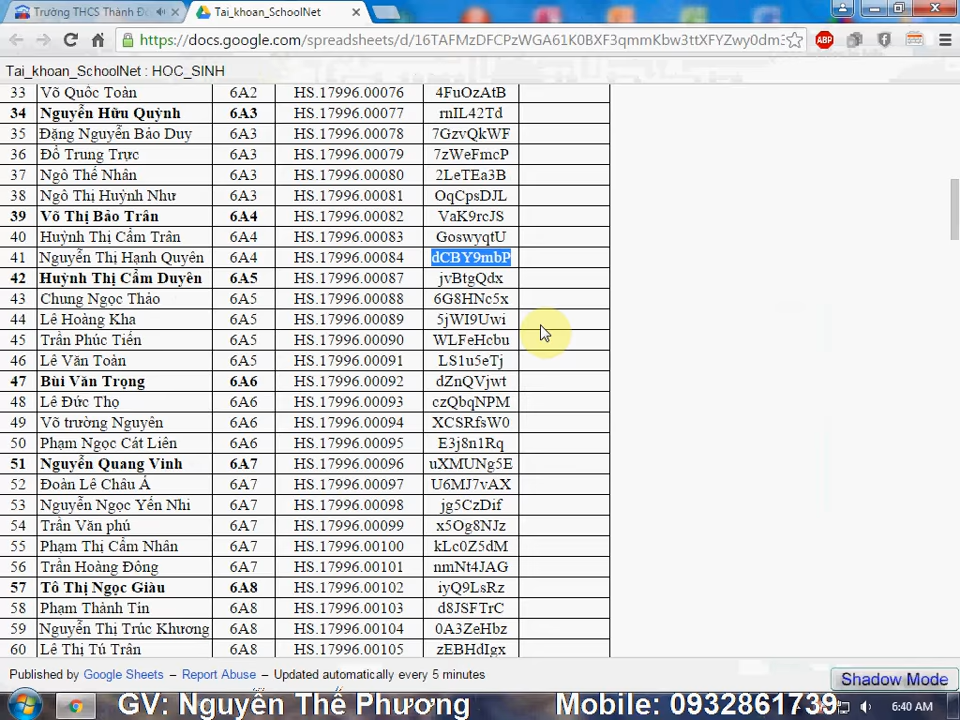 Trường THCS Thành Đ
Tai_khoan_SchoolNet
https://docs.google.com/spreadsheets/d/16TAFMzDFCPzWGA61K0BXF3qmmKbw3ttXFYZwy0dm3
Tai_khoan_SchoolNet : HOC_SINH
33 Võ Quốc Toản 6A2 HS.17996.00076 4FuOzAtB
34 Nguyễn Hữu Quỳnh 6A3 HS.17996.00077 rnIL42Td
35 Đặng Nguyễn Bảo Duy 6A3 HS.17996.00078 7GzvQkWF
36 Đỗ Trung Trực 6A3 HS.17996.00079 7zWeFmcP
37 Ngô Thế Nhân 6A3 HS.17996.00080 2LeTEa3B
38 Ngô Thị Huỳnh Như 6A3 HS.17996.00081 OqCpsDJL
39 Võ Thị Bảo Trân 6A4 HS.17996.00082 VaK9rcJS
40 Huỳnh Thị Cẩm Trân 6A4 HS.17996.00083 GoswyqtU
41 Nguyễn Thị Hạnh Quyên 6A4 HS.17996.00084 dCBY9mbP
42 Huỳnh Thị Cẩm Duyên 6A5 HS.17996.00087 jvBtgQdx
43 Chung Ngọc Thảo 6A5 HS.17996.00088 6G8HNc5x
44 Lê Hoàng Kha 6A5 HS.17996.00089 5jWI9Uwi
45 Trần Phúc Tiến 6A5 HS.17996.00090 WLFeHcbu
46 Lê Văn Toàn 6A5 HS.17996.00091 LS1u5eTj
47 Bùi Văn Trọng 6A6 HS.17996.00092 dZnQVjwt
48 Lê Đức Thọ 6A6 HS.17996.00093 czQbqNPM
49 Võ trường Nguyên 6A6 HS.17996.00094 XCSRfsW0
50 Phạm Ngọc Cát Liên 6A6 HS.17996.00095 E3j8n1Rq
51 Nguyễn Quang Vinh 6A7 HS.17996.00096 uXMUNg5E
52 Đoàn Lê Châu Á 6A7 HS.17996.00097 U6MJ7vAX
53 Nguyễn Ngọc Yến Nhi 6A7 HS.17996.00098 jg5CzDif
54 Trần Văn phú 6A7 HS.17996.00099 x5Og8NJz
55 Phạm Thị Cẩm Nhân 6A7 HS.17996.00100 kLc0Z5dM
56 Trần Hoàng Đông 6A7 HS.17996.00101 nmNt4JAG
57 Tô Thị Ngọc Giàu 6A8 HS.17996.00102 iyQ9LsRz
58 Phạm Thành Tín 6A8 HS.17996.00103 d8JSFTrC
59 Nguyễn Thị Trúc Khương 6A8 HS.17996.00104 0A3ZeHbz
60 Lê Thị Tú Trân 6A8 HS.17996.00105 zEBHdIgx
Published by Google Sheets – Report Abuse – Updated automatically every 5 minutes
Shadow Mode
GV: Nguyễn Thế Phương Mobile: 0932861739
6:40 AM